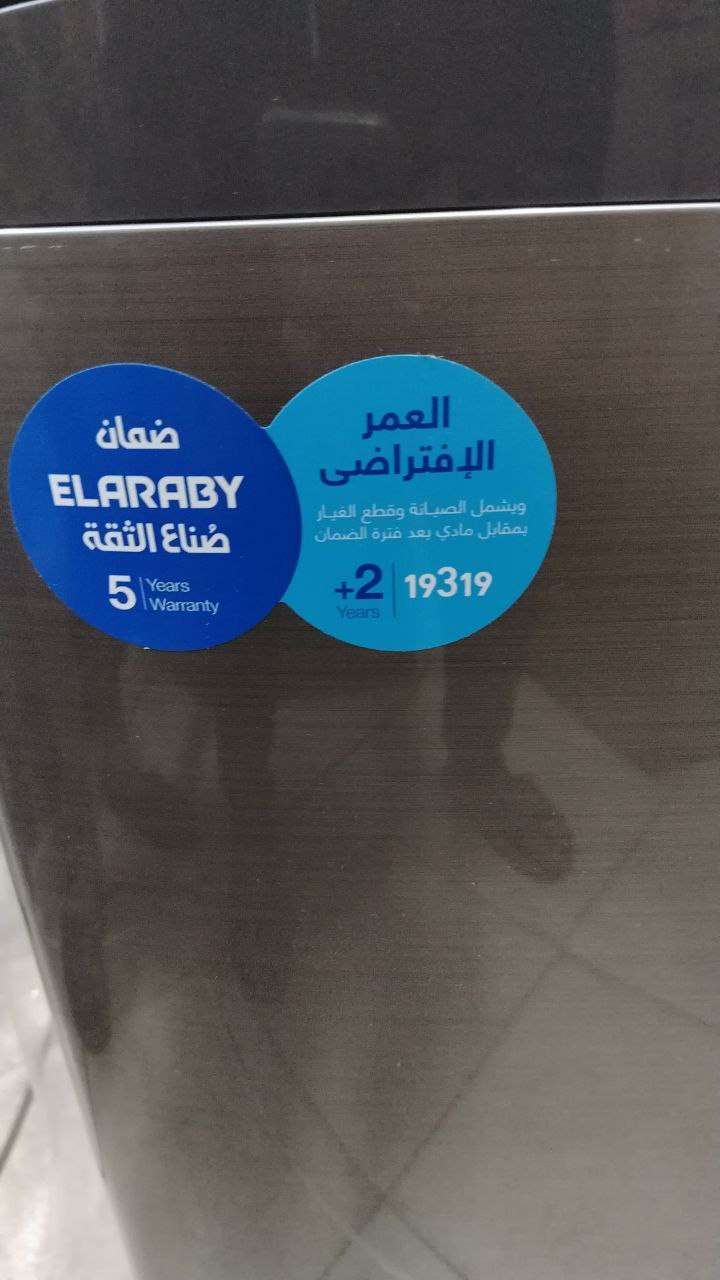 ضمان
ELARABY
صُناع الثقة
5 Years
Warranty
العمر
الإفتراضى
ويشمل الصيانة وقطع الغيار
بمقابل مادي بعد فترة الضمان
+2 19319
Years